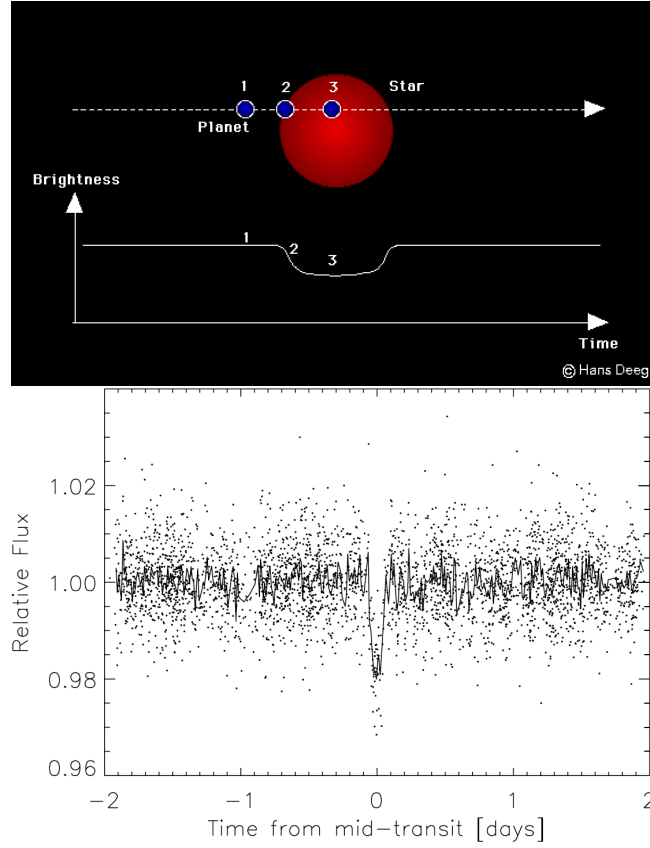 1 2 3 Star
Planet
Brightness
1
2
3
Time
© Hans Deeg
1.02
1.00
0.98
0.96
Relative Flux
-2 -1 0 1 2
Time from mid-transit [days]